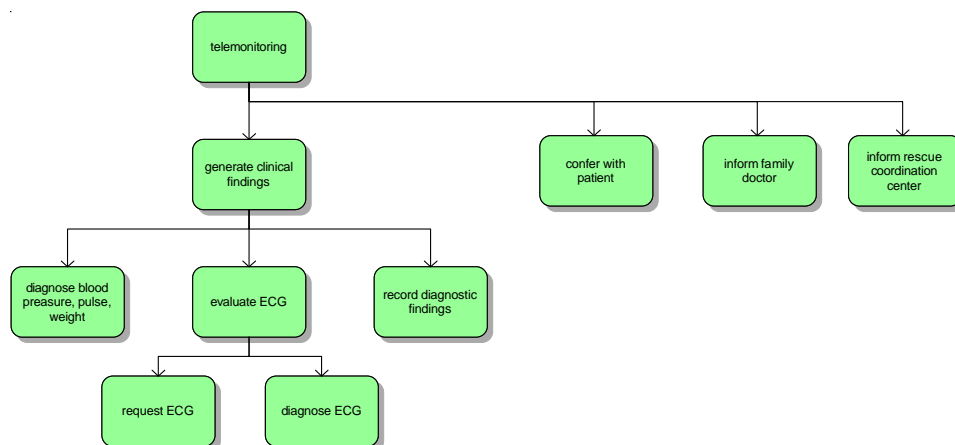 telemonitoring
generate clinical
findings
confer with
patient
inform family
doctor
inform rescue
coordination
center
diagnose blood
preasure, pulse,
weight
evaluate ECG
record diagnostic
findings
request ECG
diagnose ECG